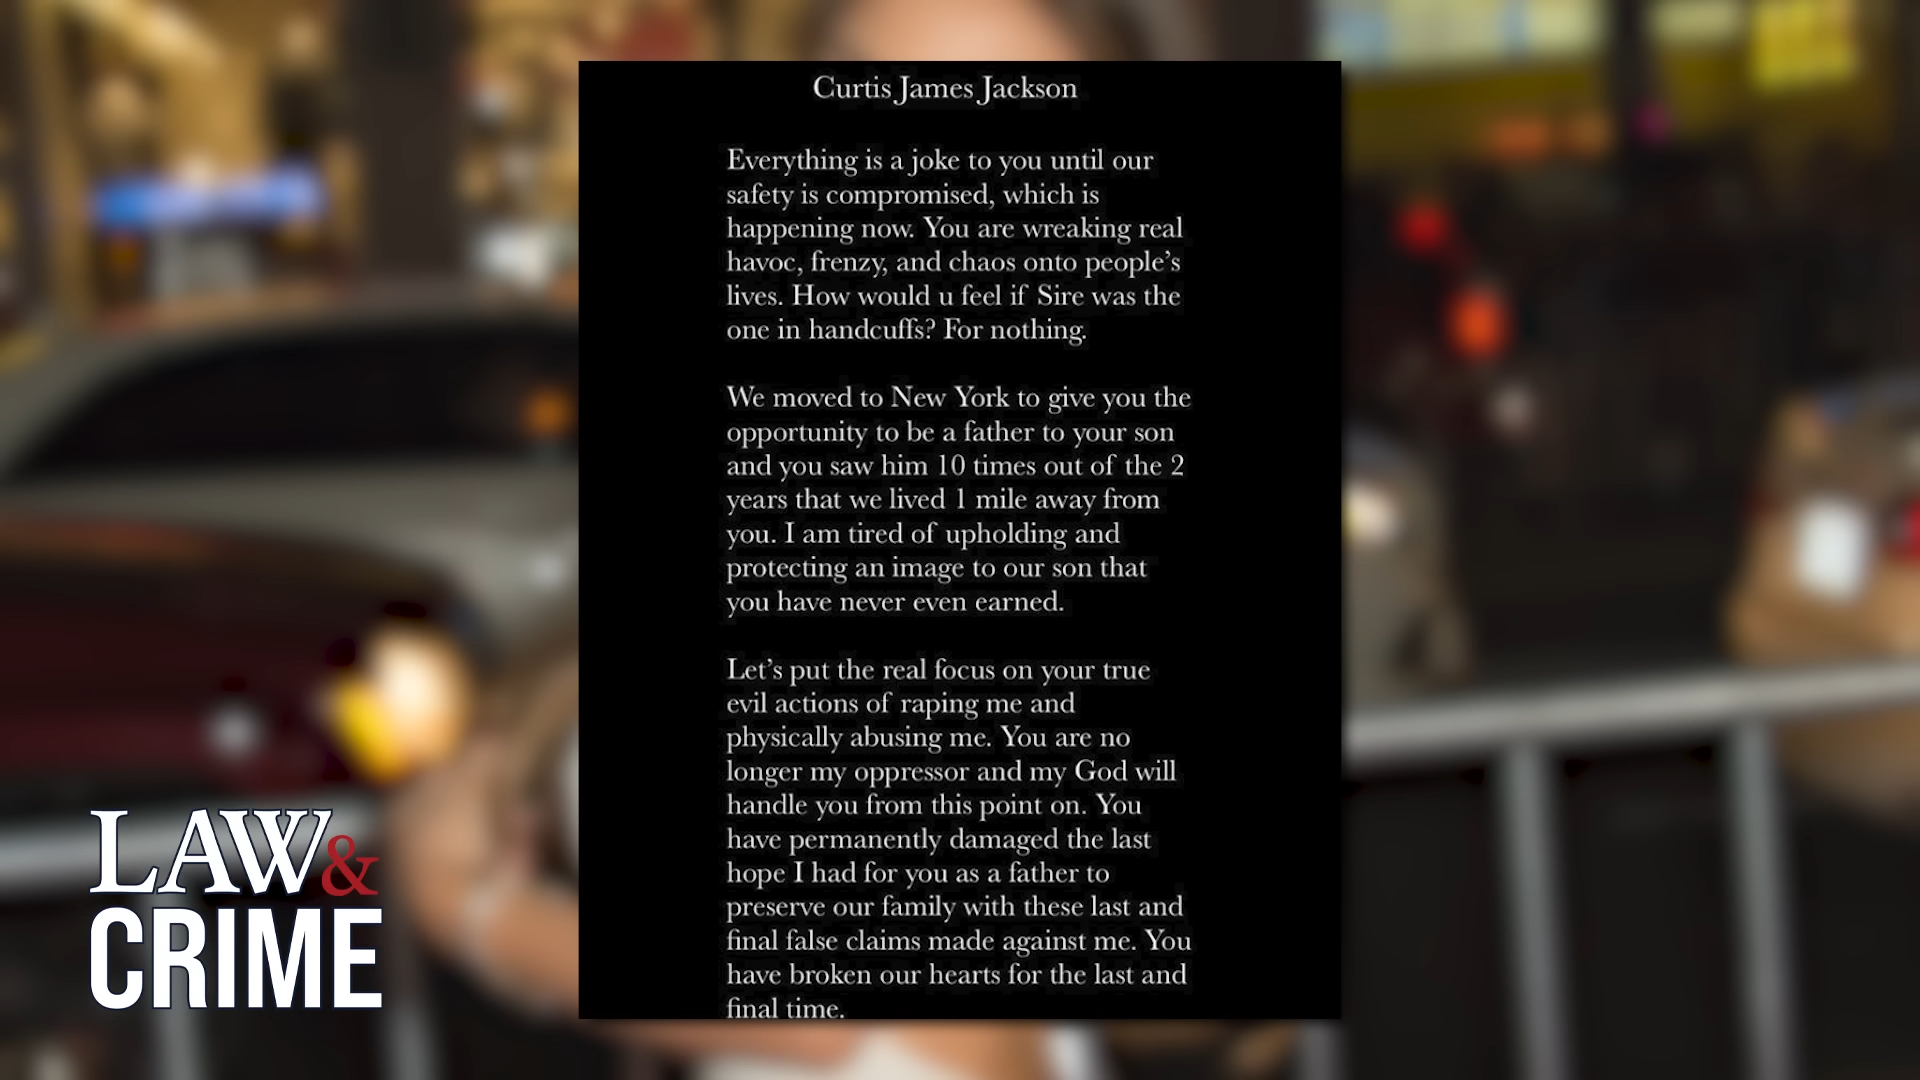 Curtis James Jackson
Everything is a joke to you until our
safety is compromised, which is
happening now. You are wreaking real
havoc, frenzy, and chaos onto people’s
lives. How would u feel if Sire was the
one in handcuffs? For nothing.
We moved to New York to give you the
opportunity to be a father to your son
and you saw him 10 times out of the 2
years that we lived 1 mile away from
you. I am tired of upholding and
protecting an image to our son that
you have never even earned.
Let’s put the real focus on your true
evil actions of raping me and
physically abusing me. You are no
longer my oppressor and my God will
handle you from this point on. You
have permanently damaged the last
hope I had for you as a father to
preserve our family with these last and
final false claims made against me. You
have broken our hearts for the last and
final time.
LAW&
CRIME